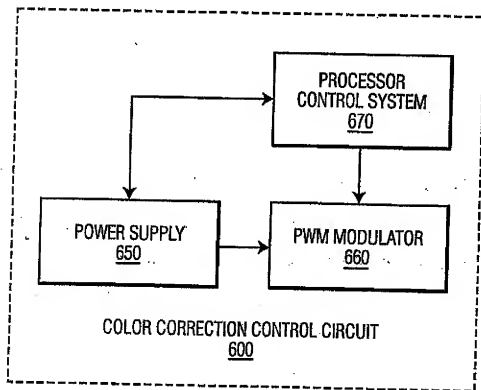 PROCESSOR
CONTROL SYSTEM
670
POWER SUPPLY
650
PWM MODULATOR
660
COLOR CORRECTION CONTROL CIRCUIT
600